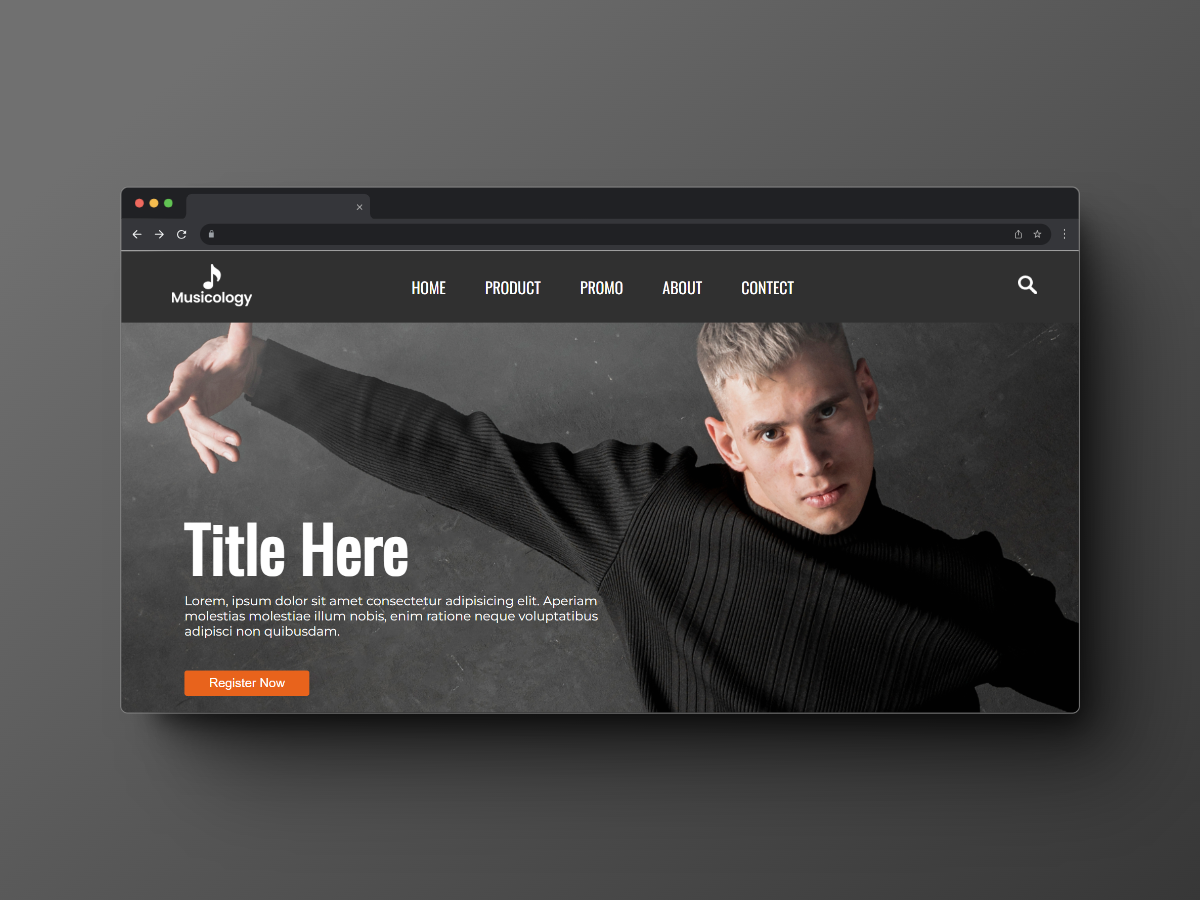 Musicology
HOME PRODUCT PROMO ABOUT CONTECT
Title Here
Lorem, ipsum dolor sit amet consectetur adipisicing elit. Aperiam
molestias molestiae illum nobis, enim ratione neque voluptatibus
adipisci non quibusdam.
Register Now